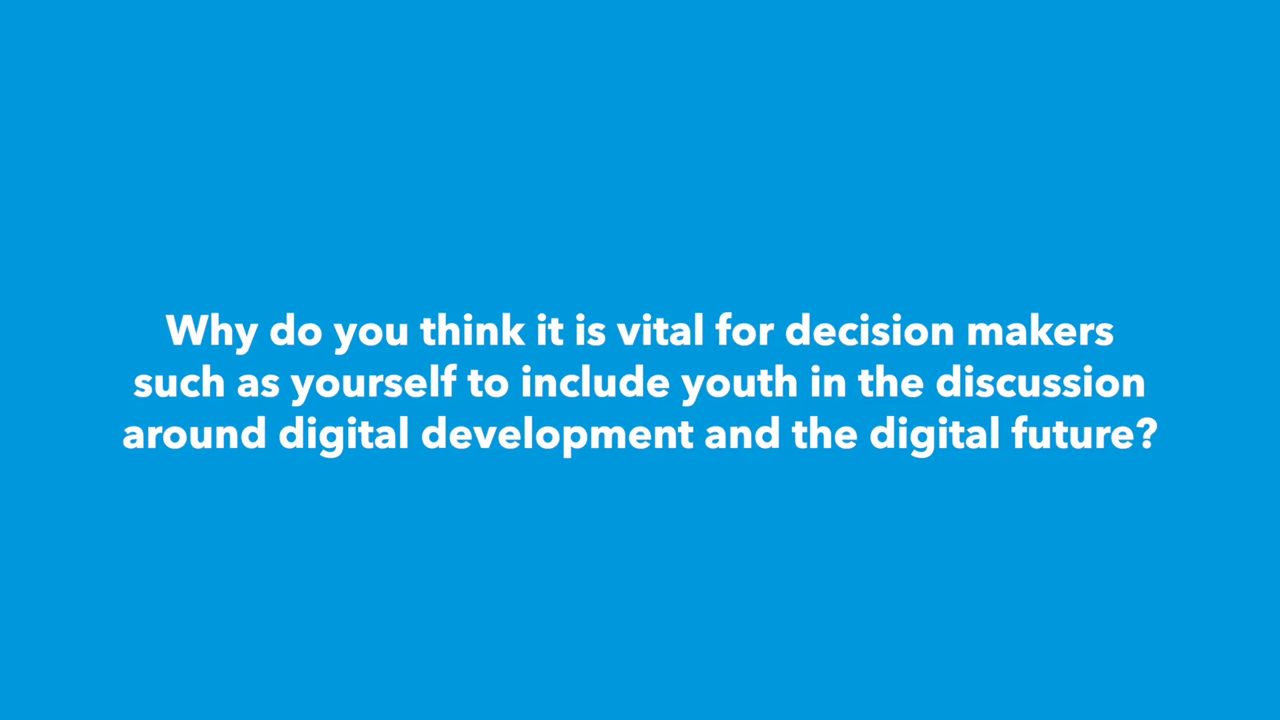 Why do you think it is vital for decision makers
such as yourself to include youth in the discussion
around digital development and the digital future?